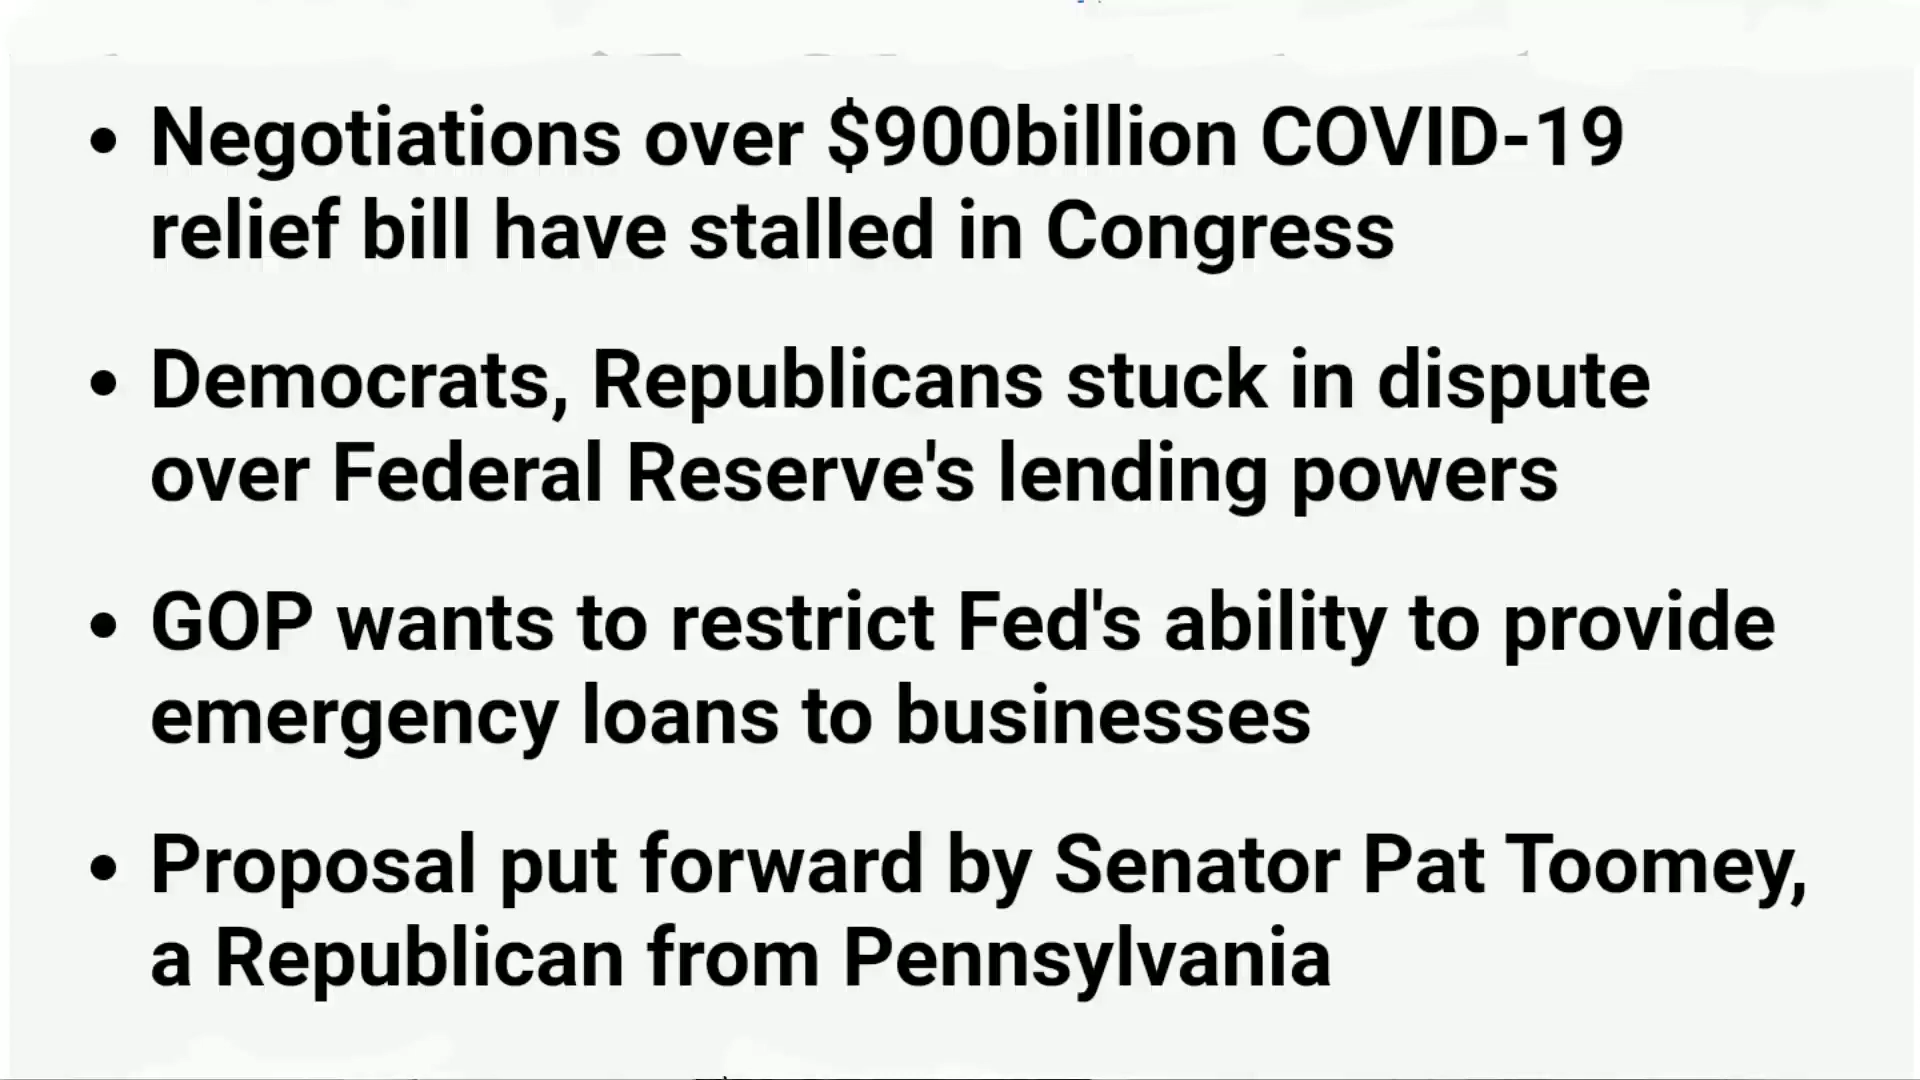 • Negotiations over $900billion COVID-19
relief bill have stalled in Congress
• Democrats, Republicans stuck in dispute
over Federal Reserve's lending powers
• GOP wants to restrict Fed's ability to provide
emergency loans to businesses
• Proposal put forward by Senator Pat Toomey,
a Republican from Pennsylvania